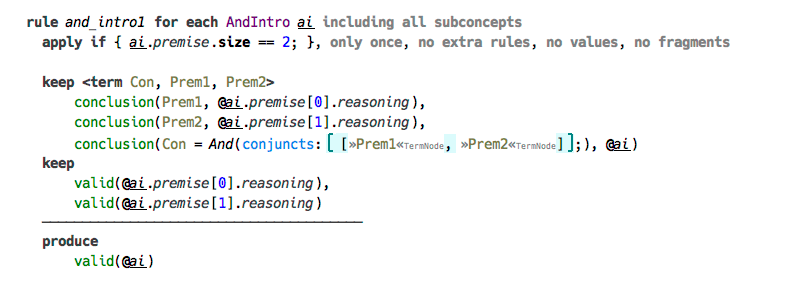 rule and_intro1 for each AndIntro ai including all subconcepts
apply if { ai.premise.size == 2; }, only once, no extra rules, no values, no fragments
keep <term Con, Prem1, Prem2>
conclusion(Prem1, @ai.premise[0].reasoning),
conclusion(Prem2, @ai.premise[1].reasoning),
conclusion(Con = And(conjuncts:[ [»Prem1«TermNode, »Prem2«TermNode] ];), @ai)
keep
valid(@ai.premise[0].reasoning),
valid(@ai.premise[1].reasoning)
produce
valid(@ai)